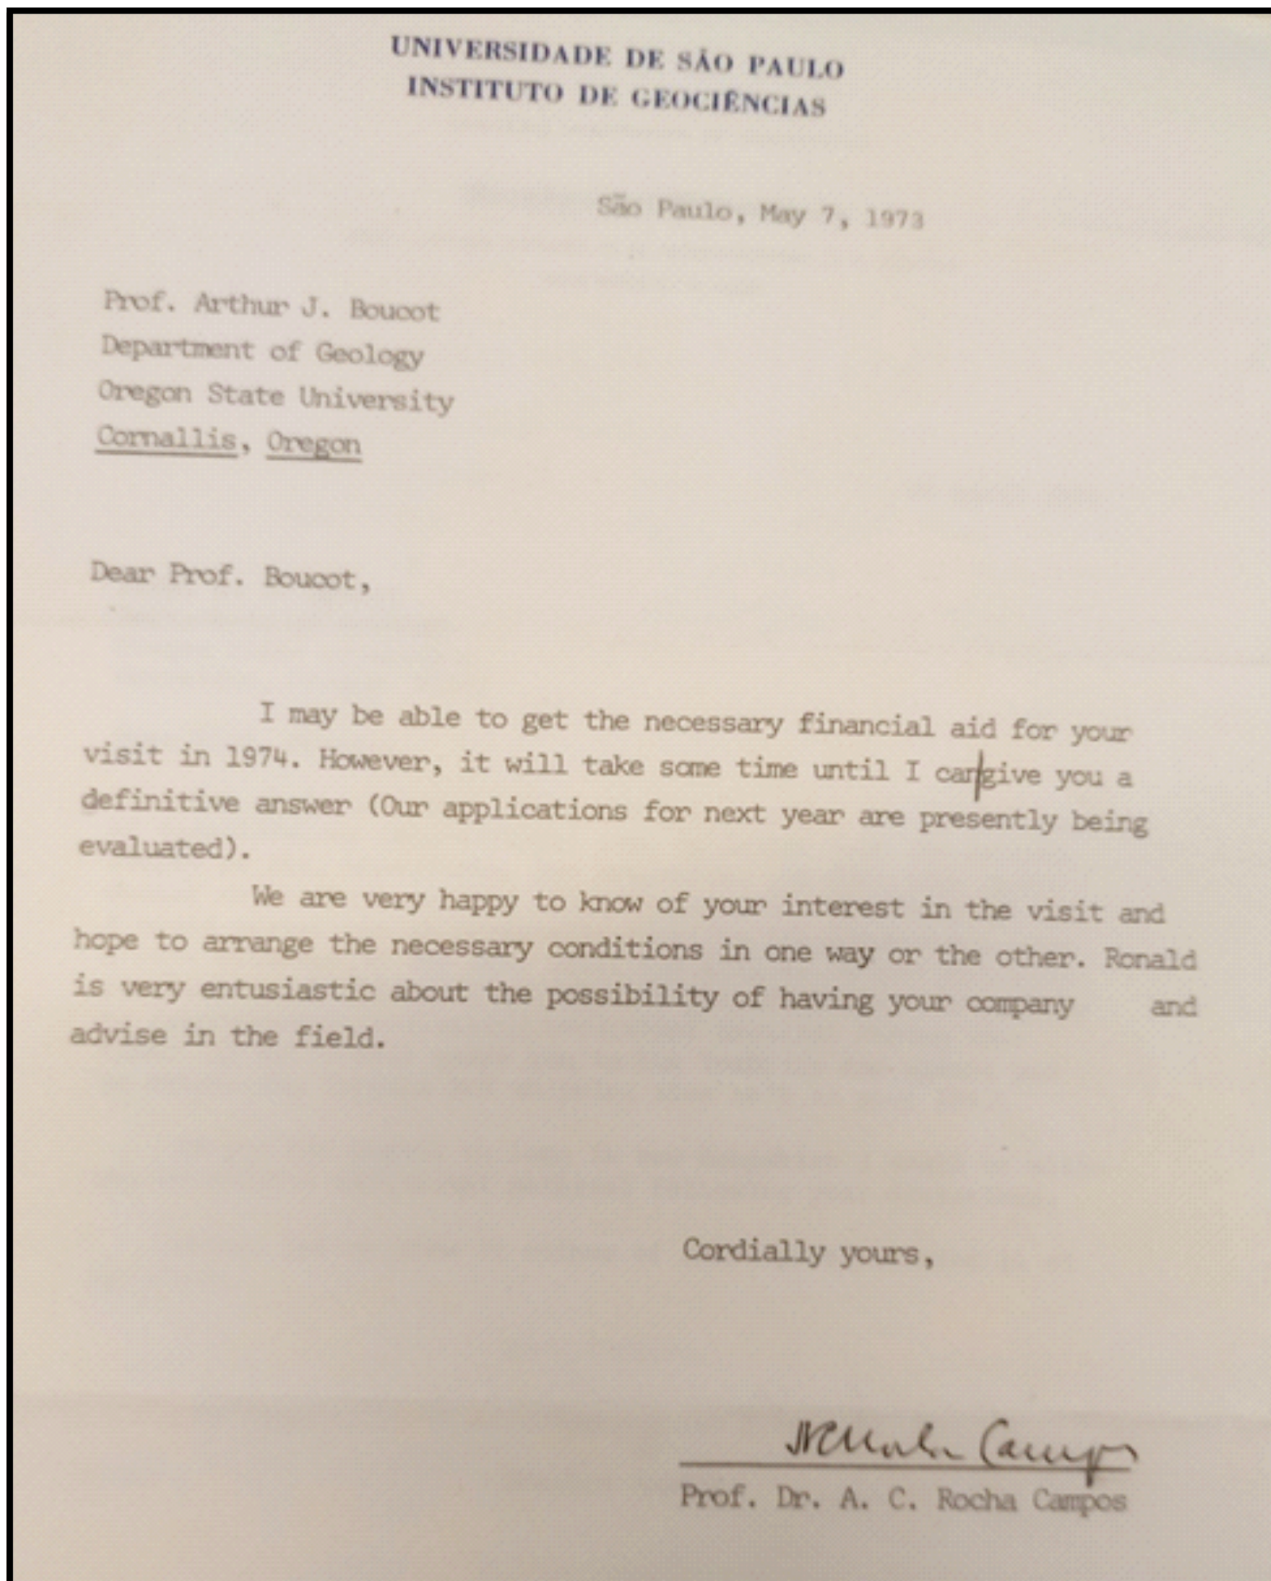 UNIVERSIDADE DE SÃO PAULO
INSTITUTO DE GEOCIÊNCIAS
São Paulo, May 7, 1973
Prof. Arthur J. Boucot
Department of Geology
Oregon State University
Cornallis, Oregon
Dear Prof. Boucot,
I may be able to get the necessary financial aid for your
visit in 1974. However, it will take some time until I can|give you a
definitive answer (Our applications for next year are presently being
evaluated).
We are very happy to know of your interest in the visit and
hope to arrange the necessary conditions in one way or the other. Ronald
is very entusiastic about the possibility of having your company and
advise in the field.
Cordially yours,
ACRocha Campos
Prof. Dr. A. C. Rocha Campos